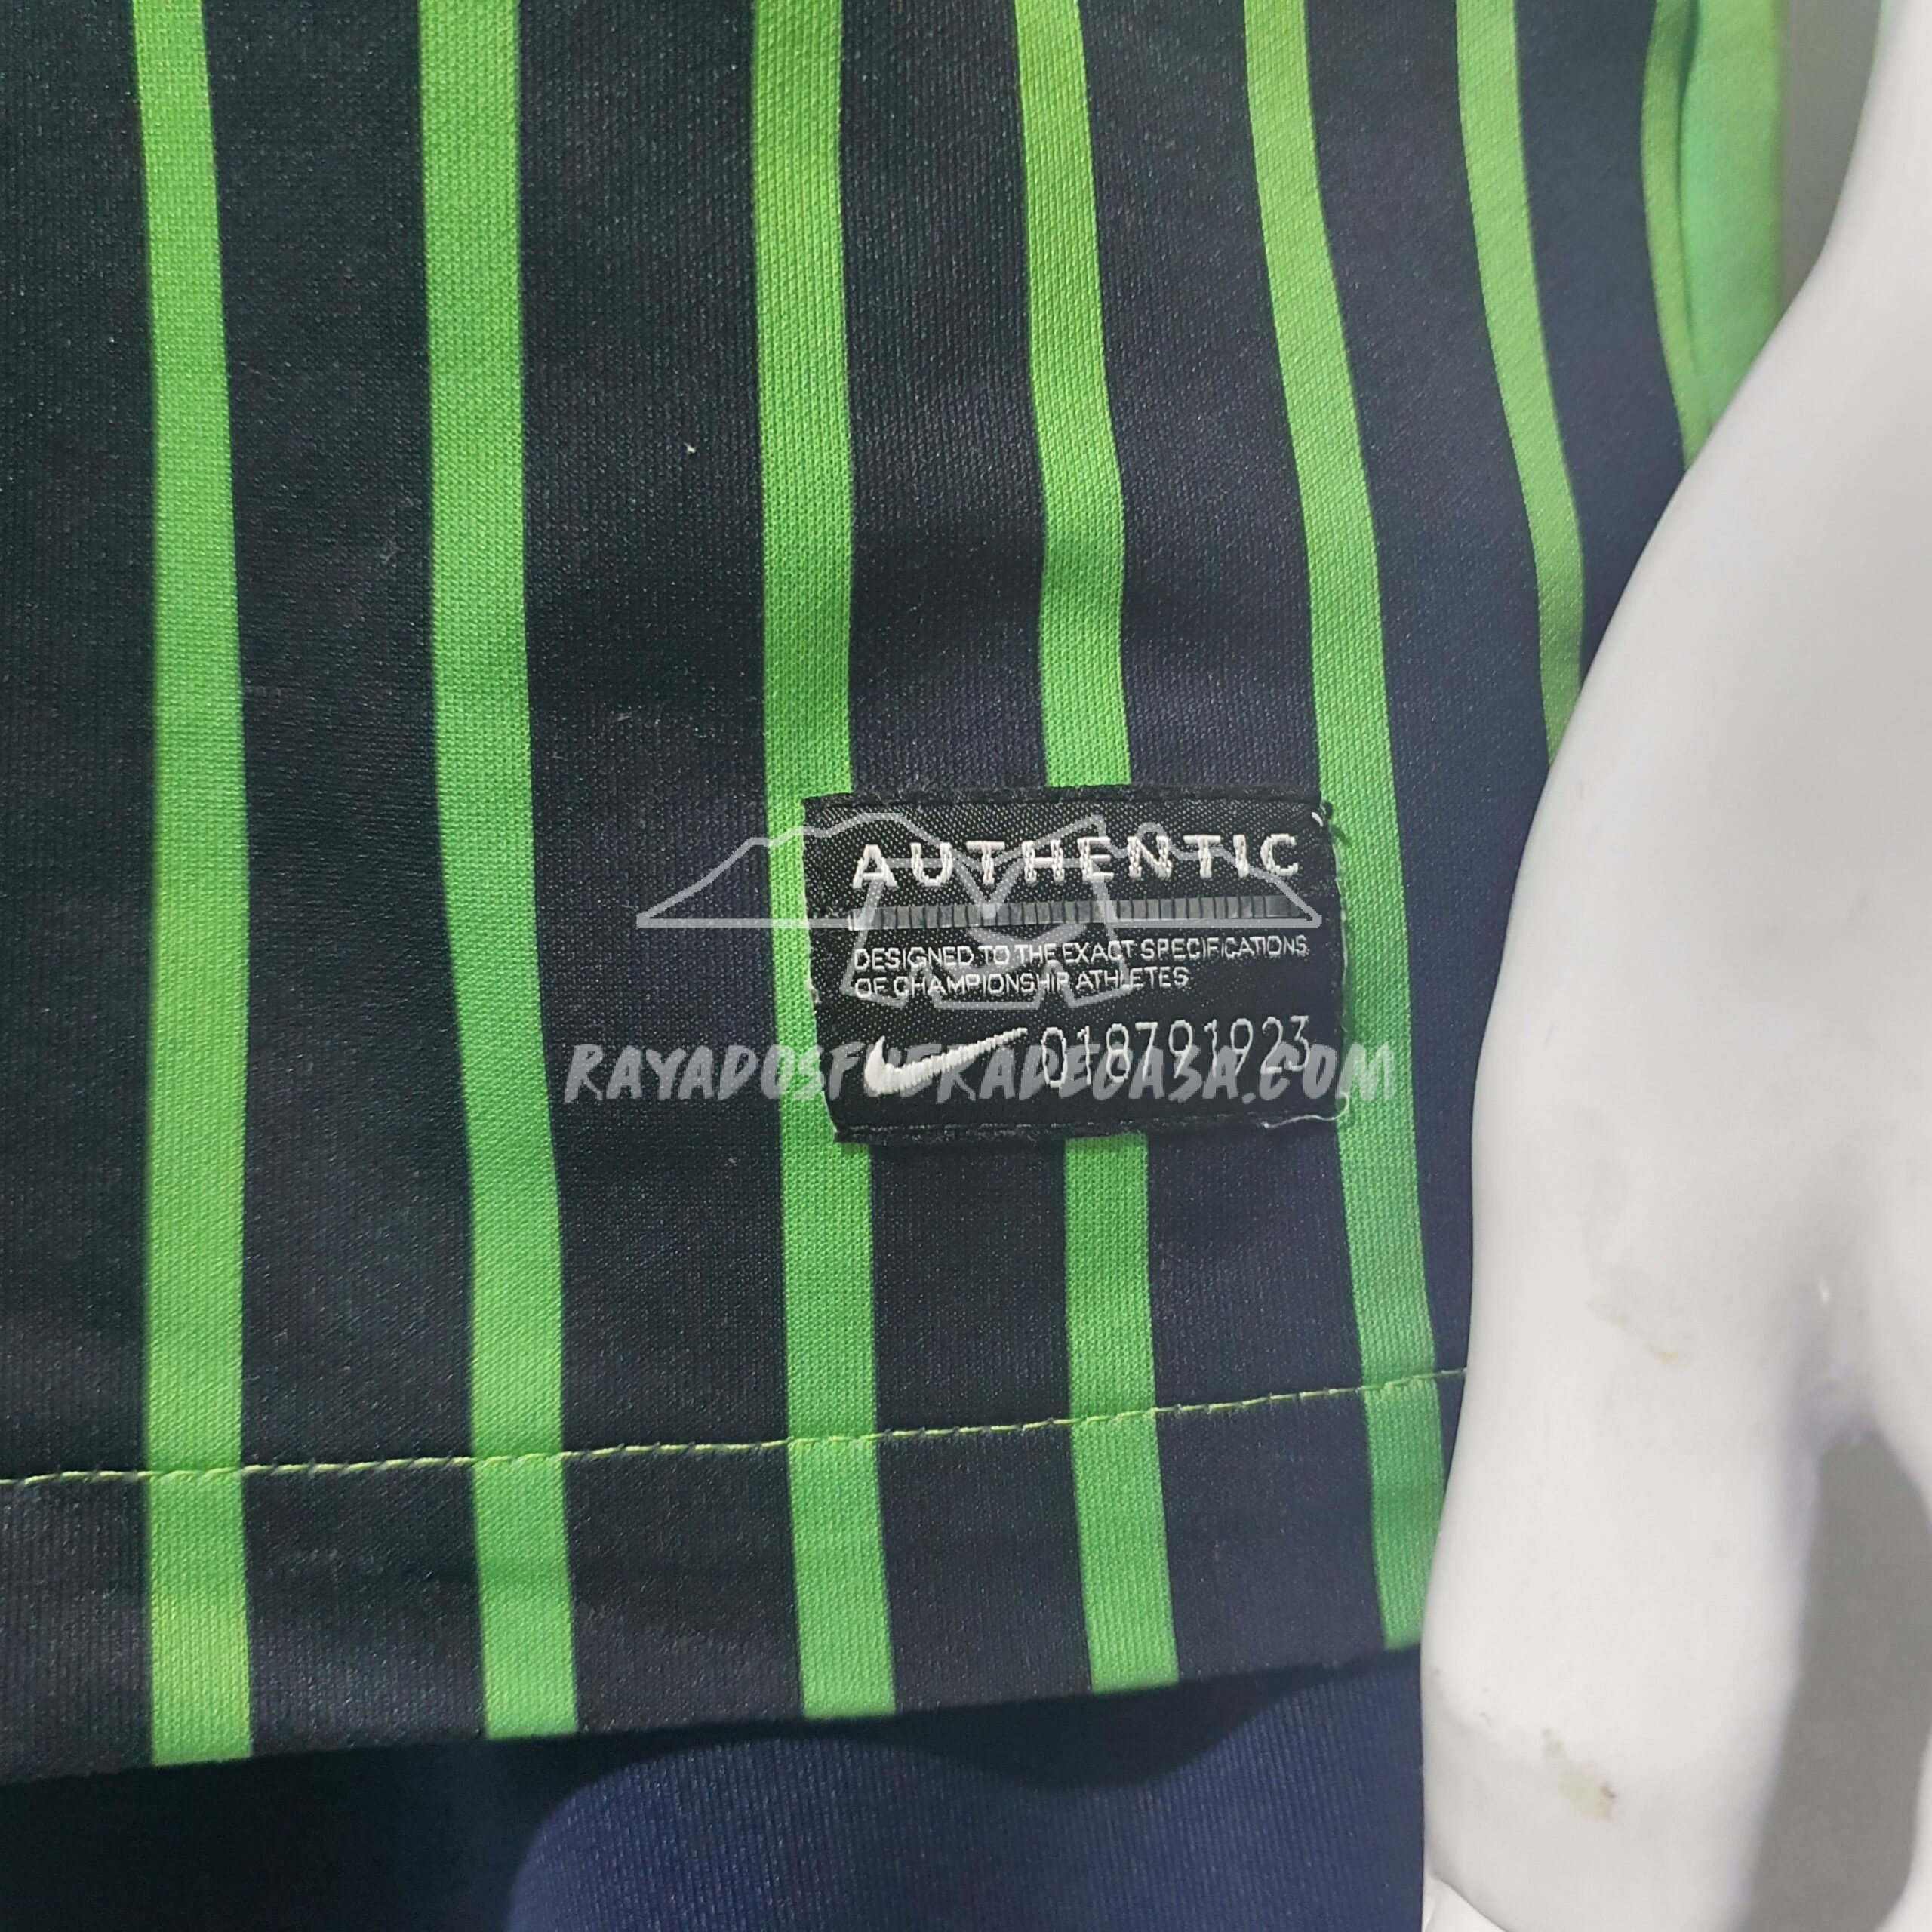 AUTHENTIC
DESIGNED TO THE EXACT SPECIFICATIONS
OF CHAMPIONSHIP ATHLETES
018791923
RAYADOSFUERADECASA.COM